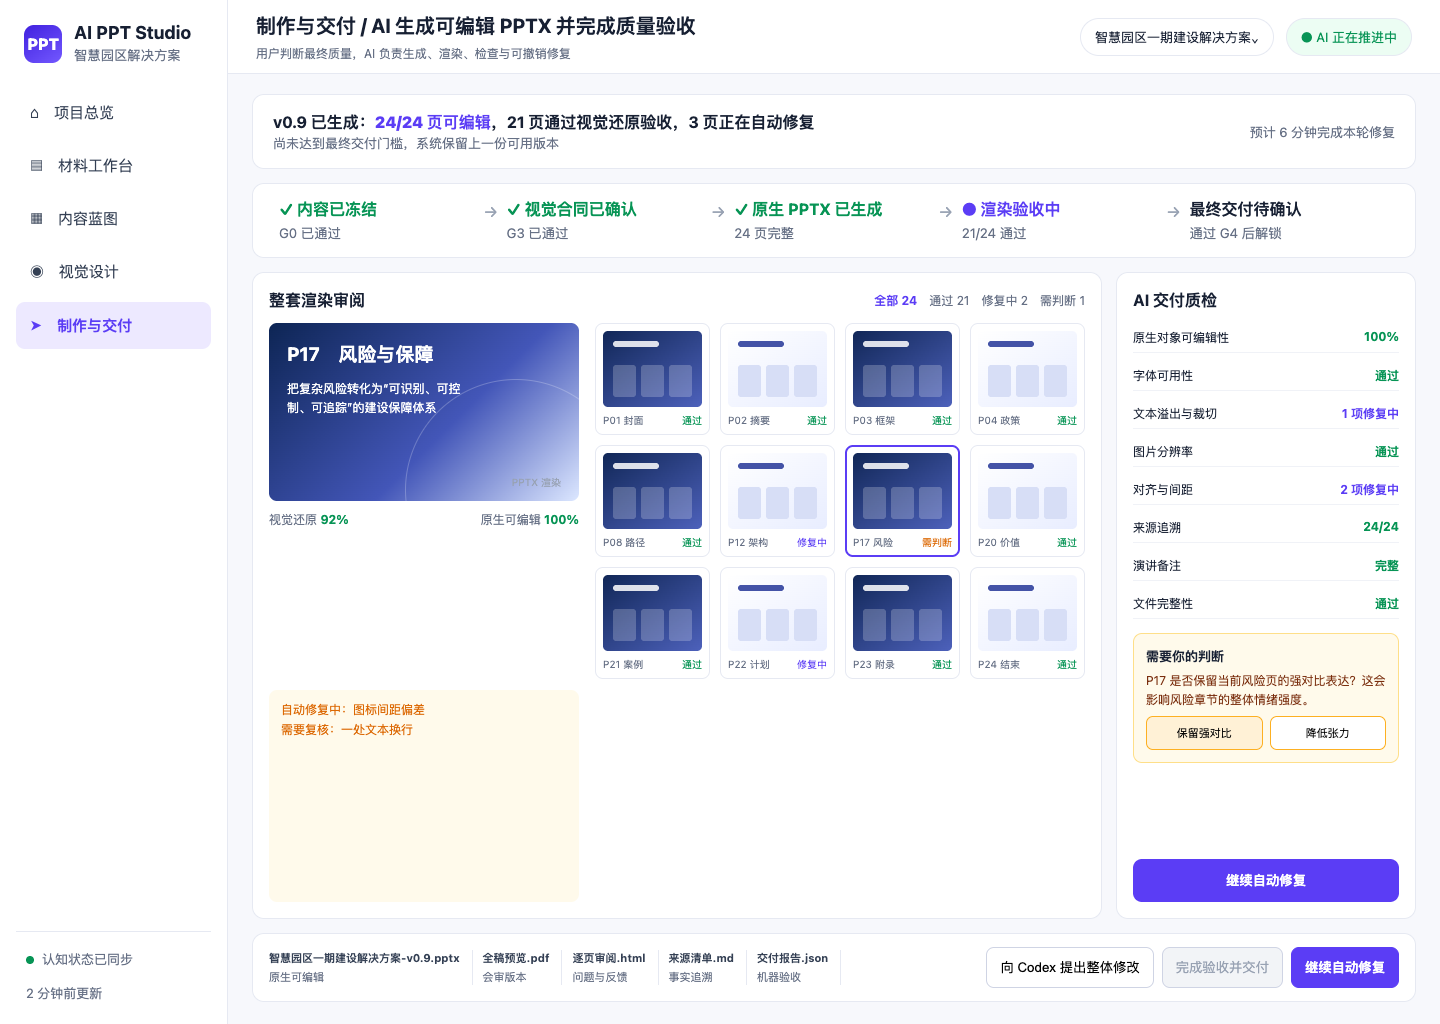 PPT
AI PPT Studio
智慧园区解决方案
项目总览
材料工作台
内容蓝图
视觉设计
制作与交付
认知状态已同步
2 分钟前更新
制作与交付 / AI 生成可编辑 PPTX 并完成质量验收
用户判断最终质量，AI 负责生成、渲染、检查与可撤销修复
智慧园区一期建设解决方案
AI 正在推进中
v0.9 已生成：24/24 页可编辑，21 页通过视觉还原验收，3 页正在自动修复
尚未达到最终交付门槛，系统保留上一份可用版本
预计 6 分钟完成本轮修复
✓ 内容已冻结
G0 已通过
→
✓ 视觉合同已确认
G3 已通过
→
✓ 原生 PPTX 已生成
24 页完整
→
● 渲染验收中
21/24 通过
→
最终交付待确认
通过 G4 后解锁
整套渲染审阅
全部 24 通过 21 修复中 2 需判断 1
P17 风险与保障
把复杂风险转化为"可识别、可控
制、可追踪"的建设保障体系
PPTX 渲染
视觉还原 92%
原生可编辑 100%
P01 封面 通过
P02 摘要 通过
P03 框架 通过
P04 政策 通过
P08 路径 通过
P12 架构 修复中
P17 风险 需判断
P20 价值 通过
P21 案例 通过
P22 计划 修复中
P23 附录 通过
P24 结束 通过
自动修复中：图标间距偏差
需要复核：一处文本换行
AI 交付质检
原生对象可编辑性 100%
字体可用性 通过
文本溢出与裁切 1 项修复中
图片分辨率 通过
对齐与间距 2 项修复中
来源追溯 24/24
演讲备注 完整
文件完整性 通过
需要你的判断
P17 是否保留当前风险页的强对比表达？这会
影响风险章节的整体情绪强度。
保留强对比
降低张力
继续自动修复
智慧园区一期建设解决方案-v0.9.pptx
原生可编辑
全稿预览.pdf
会审版本
逐页审阅.html
问题与反馈
来源清单.md
事实追溯
交付报告.json
机器验收
向 Codex 提出整体修改
完成验收并交付
继续自动修复